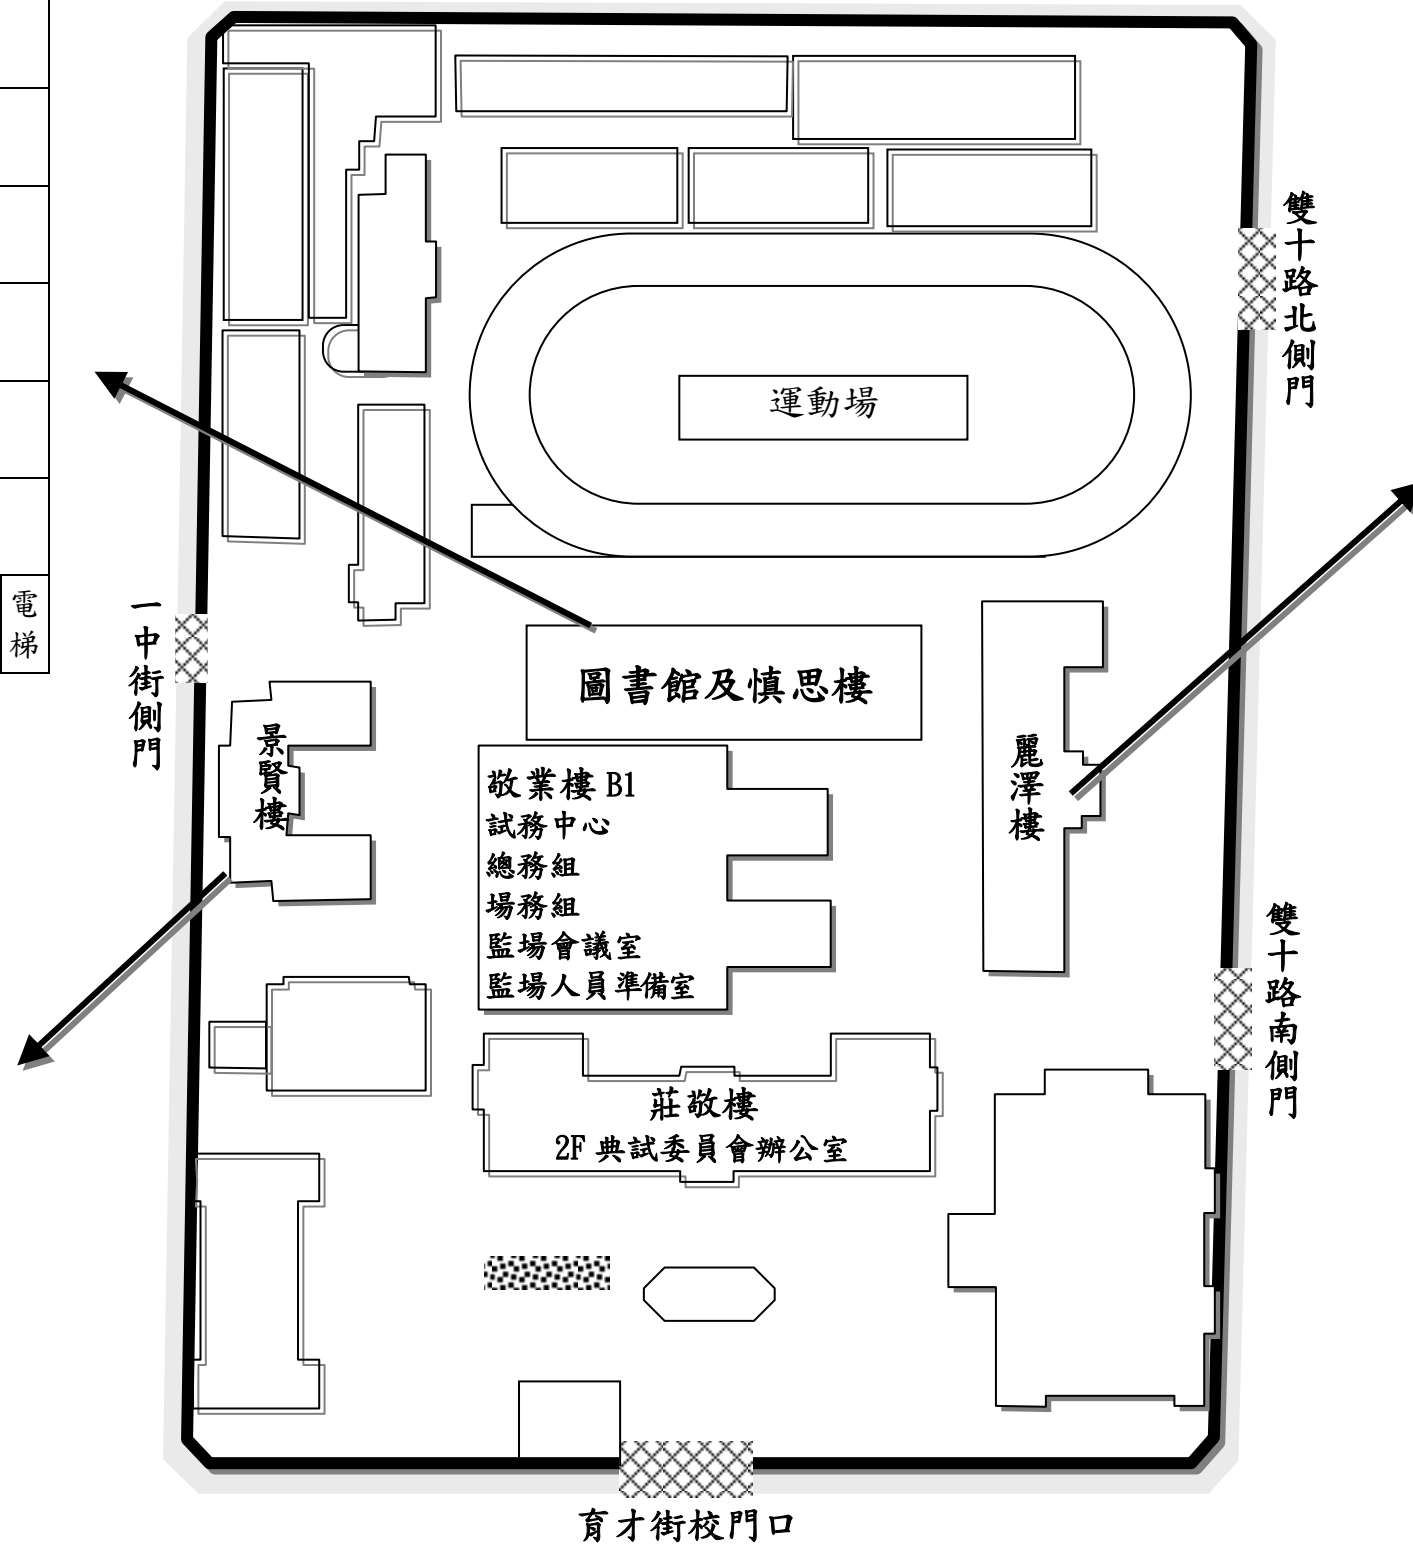 雙十路北側門
運動場
電梯
一中街側門
圖書館及慎思樓
景賢樓
麗澤樓
敬業樓 B1
試務中心
總務組
場務組
監場會議室
監場人員準備室
雙十路南側門
莊敬樓
2F 典試委員會辦公室
育才街校門口